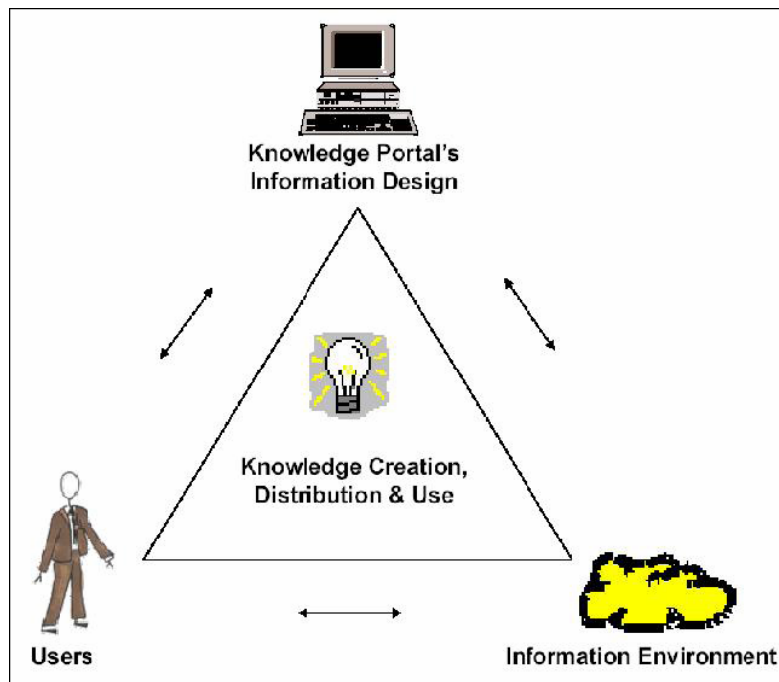 Knowledge Portal's
Information Design
Knowledge Creation,
Distribution & Use
Users
Information Environment